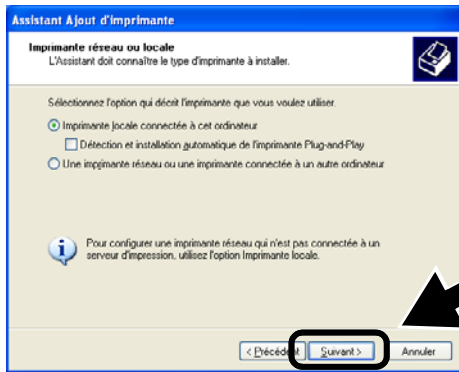 Assistant Ajout d'imprimante
Imprimante réseau ou locale
L'Assistant doit connaître le type d'imprimante à installer.
Sélectionnez l'option qui décrit l'imprimante que vous voulez utiliser.
Imprimante locale connectée à cet ordinateur
Détection et installation automatique de l'imprimante Plug-and-Play
Une imprimante réseau ou une imprimante connectée à un autre ordinateur
Pour configurer une imprimante réseau qui n'est pas connectée à un
serveur d'impression, utilisez l'option Imprimante locale.
< Précédent Suivant > Annuler